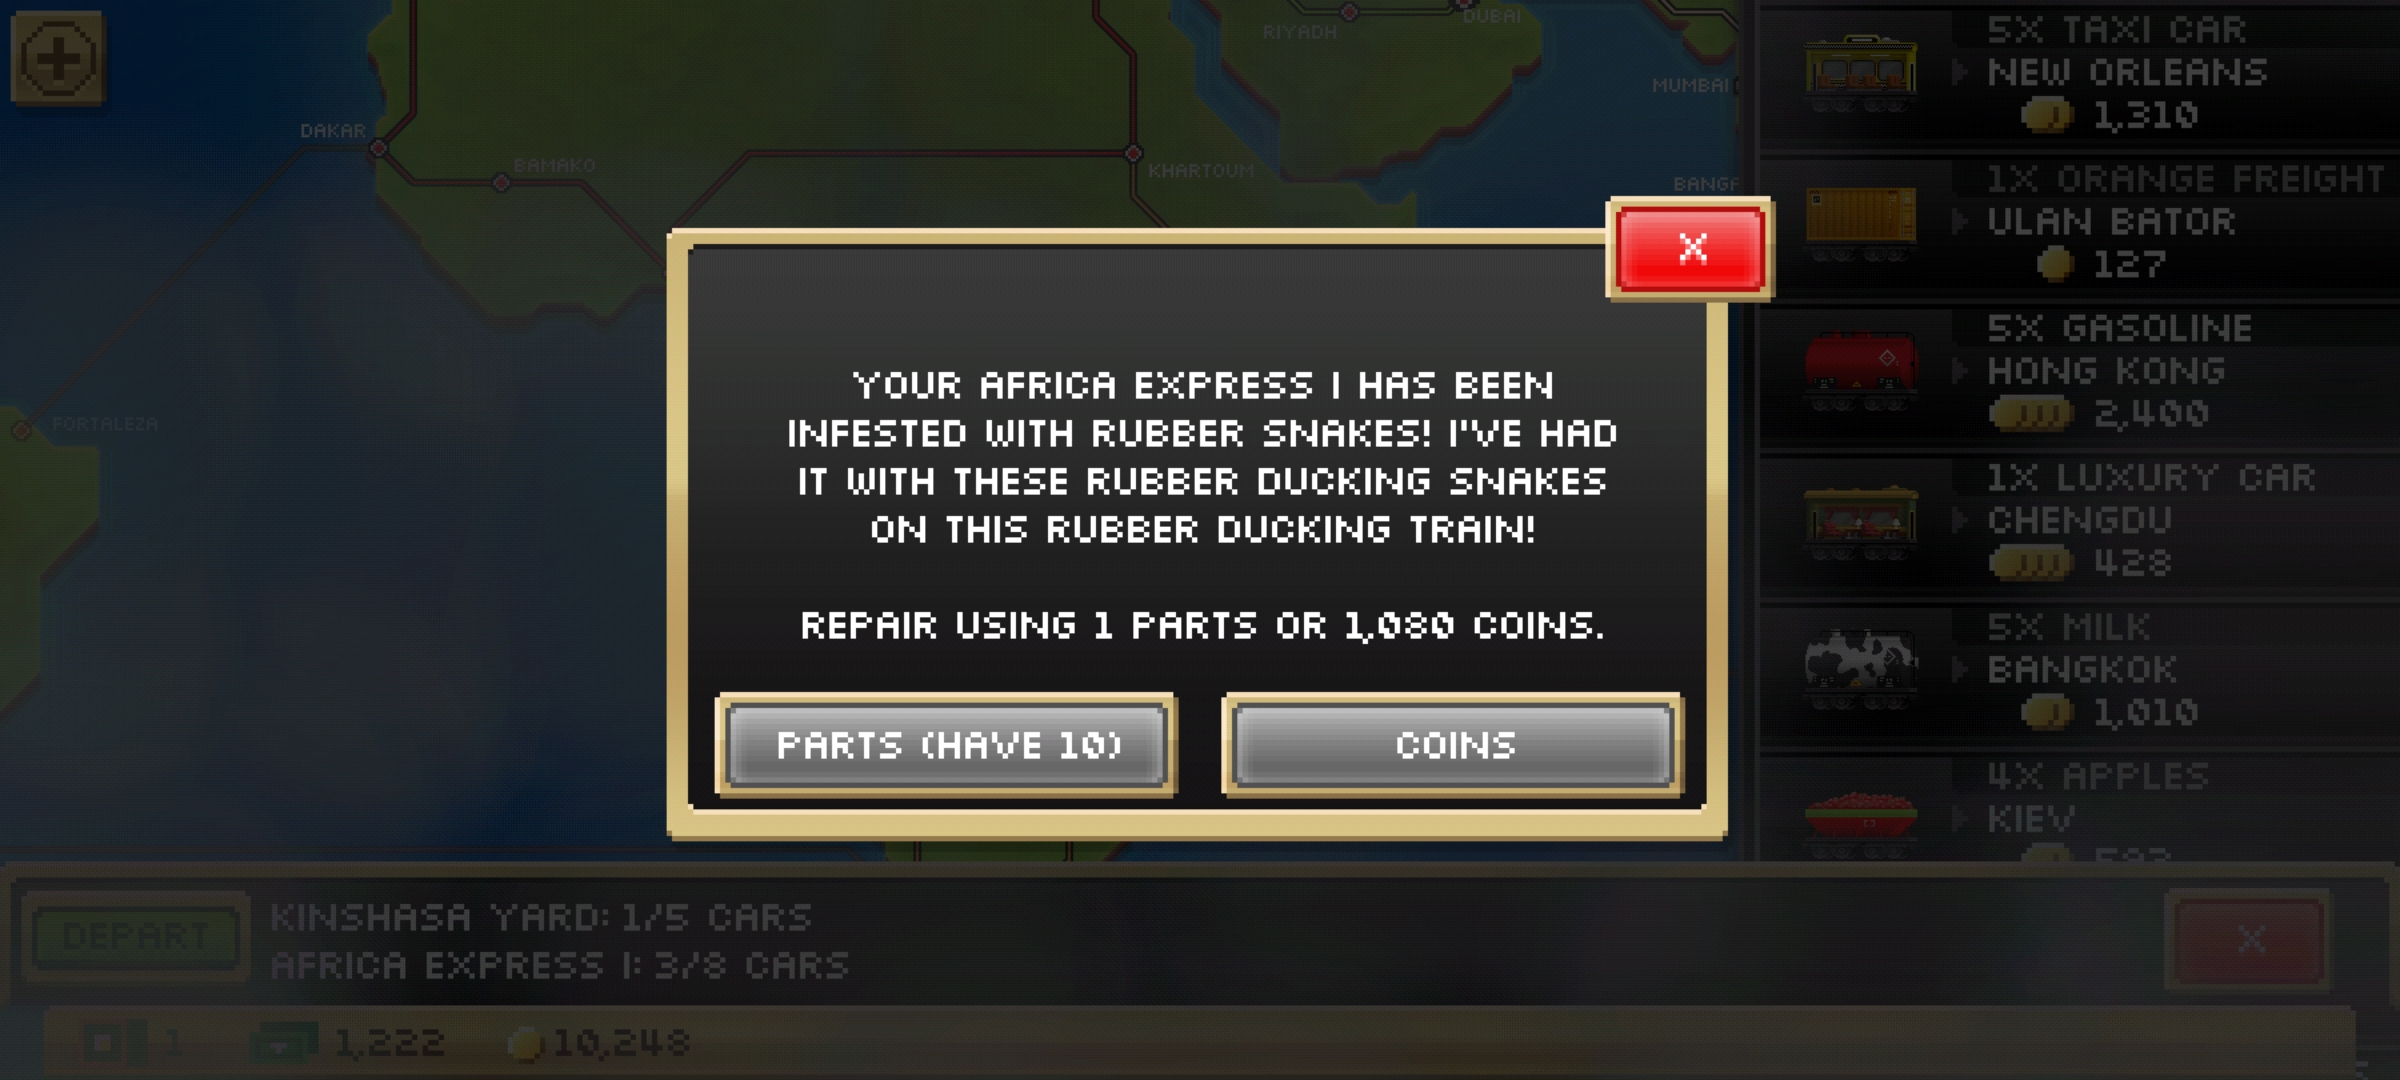 DAKAR
BAMAKO
KHARTOUM
RIYADH
DUBAI
MUMBAI
FORTALEZA
5X TAXI CAR
NEW ORLEANS
1,310
1X ORANGE FREIGHT
ULAN BATOR
127
5X GASOLINE
HONG KONG
2,400
1X LUXURY CAR
CHENGDU
428
5X MILK
BANGKOK
1,010
4X APPLES
KIEV
X
YOUR AFRICA EXPRESS I HAS BEEN
INFESTED WITH RUBBER SNAKES! I'VE HAD
IT WITH THESE RUBBER DUCKING SNAKES
ON THIS RUBBER DUCKING TRAIN!
REPAIR USING 1 PARTS OR 1,080 COINS.
PARTS (HAVE 10)
COINS
DEPART
KINSHASA YARD: 1/5 CARS
AFRICA EXPRESS I: 3/8 CARS
X
1
1,222
10,248